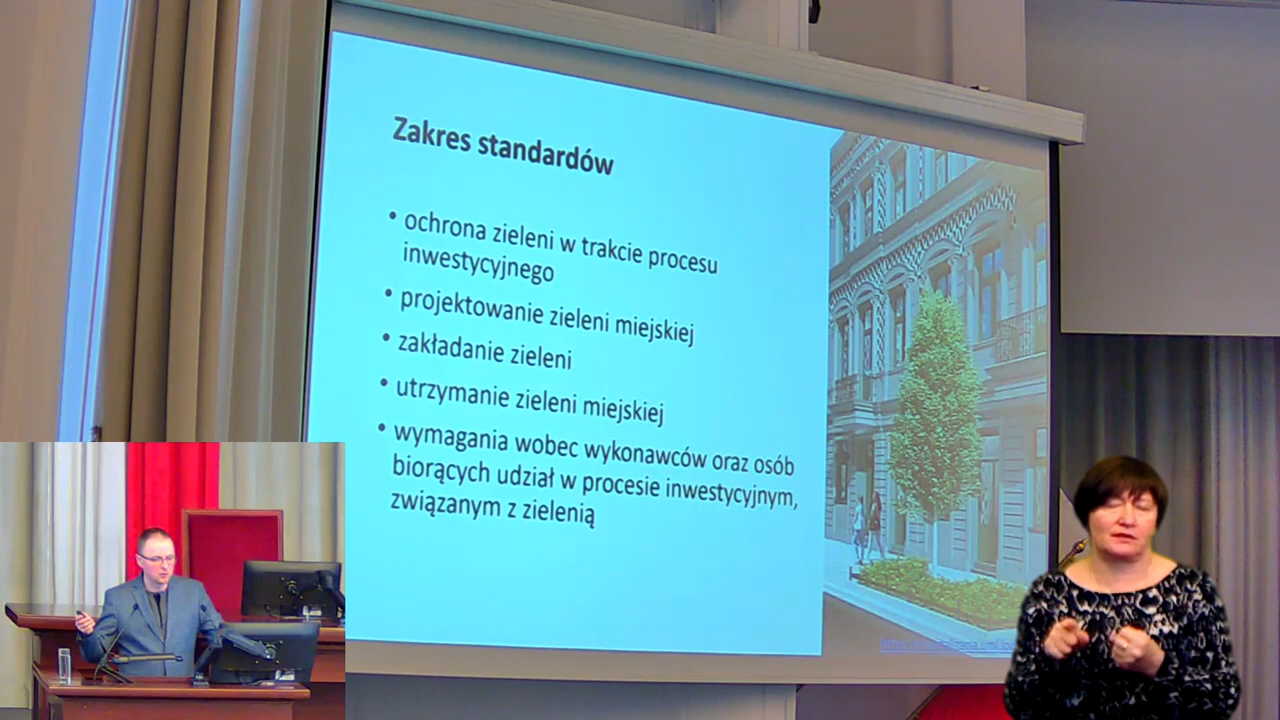 Zakres standardów
• ochrona zieleni w trakcie procesu
inwestycyjnego
• projektowanie zieleni miejskiej
• zakładanie zieleni
• utrzymanie zieleni miejskiej
• wymagania wobec wykonawców oraz osób
biorących udział w procesie inwestycyjnym,
związanym z zielenią